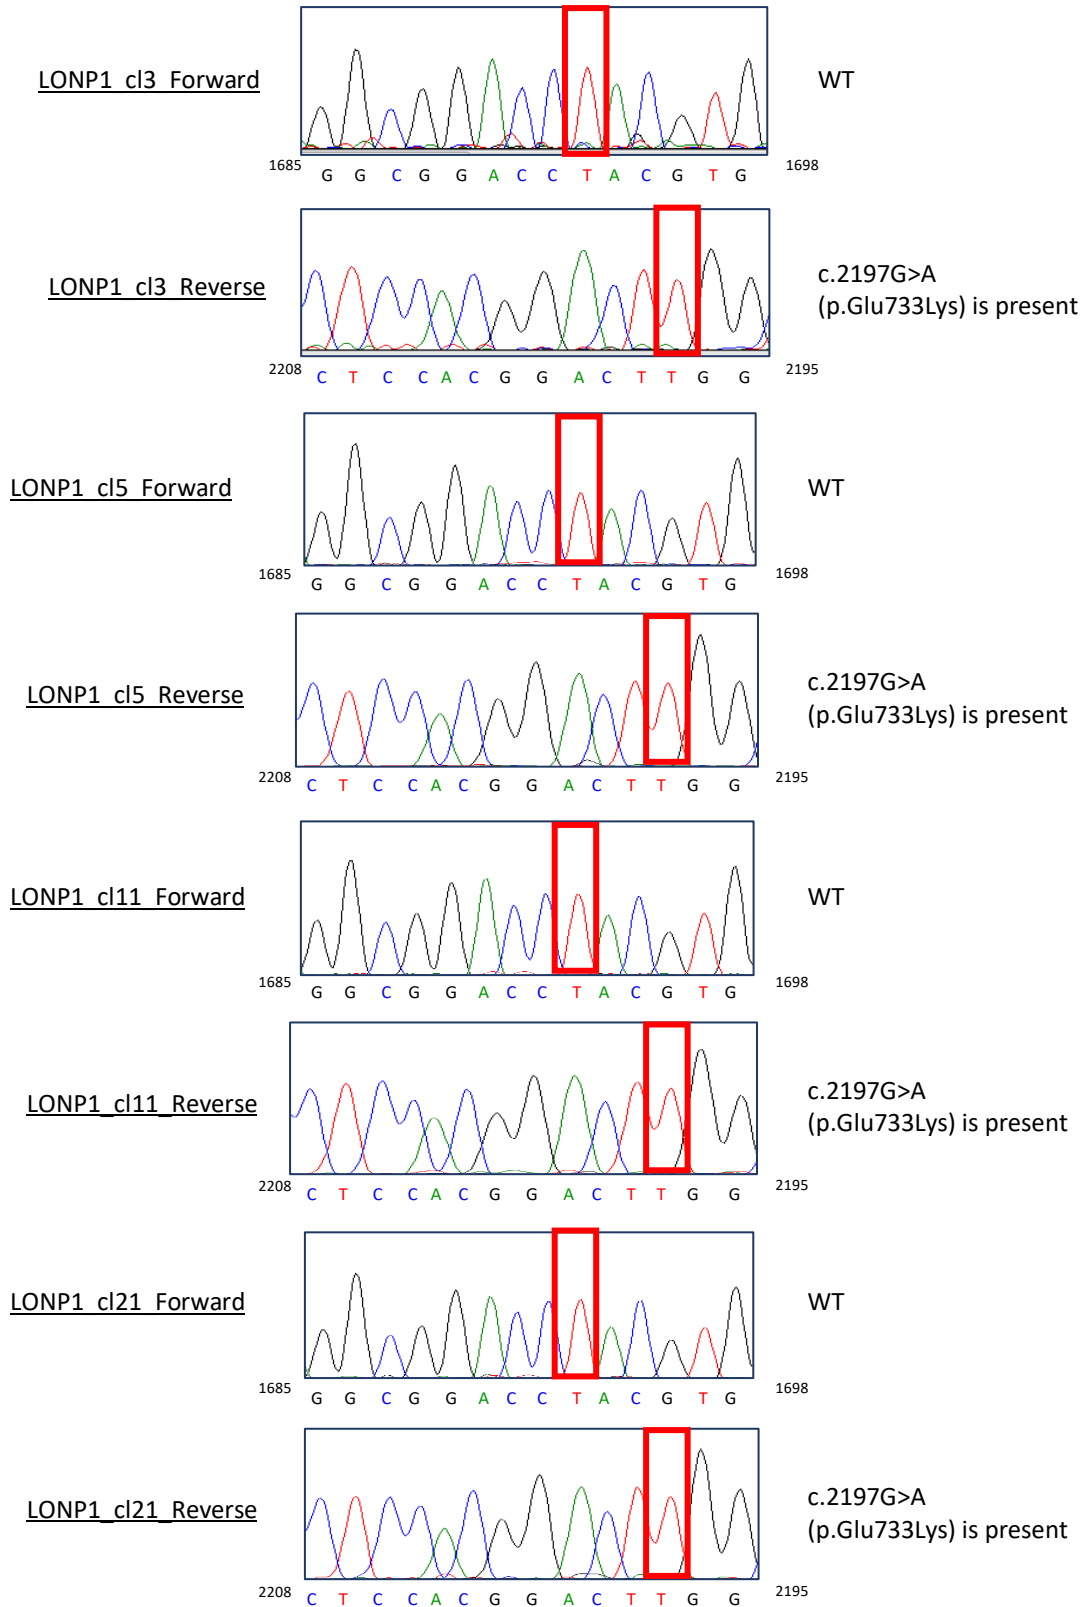 LONP1_cl3_Forward
WT
1685 G G C G G A C C T A C G T G 1698
LONP1_cl3_Reverse
c.2197G>A
(p.Glu733Lys) is present
2208 C T C C A C G G A C T T G G 2195
LONP1_cl5_Forward
WT
1685 G G C G G A C C T A C G T G 1698
LONP1_cl5_Reverse
c.2197G>A
(p.Glu733Lys) is present
2208 C T C C A C G G A C T T G G 2195
LONP1_cl11_Forward
WT
1685 G G C G G A C C T A C G T G 1698
LONP1_cl11_Reverse
c.2197G>A
(p.Glu733Lys) is present
2208 C T C C A C G G A C T T G G 2195
LONP1_cl21_Forward
WT
1685 G G C G G A C C T A C G T G 1698
LONP1_cl21_Reverse
c.2197G>A
(p.Glu733Lys) is present
2208 C T C C A C G G A C T T G G 2195